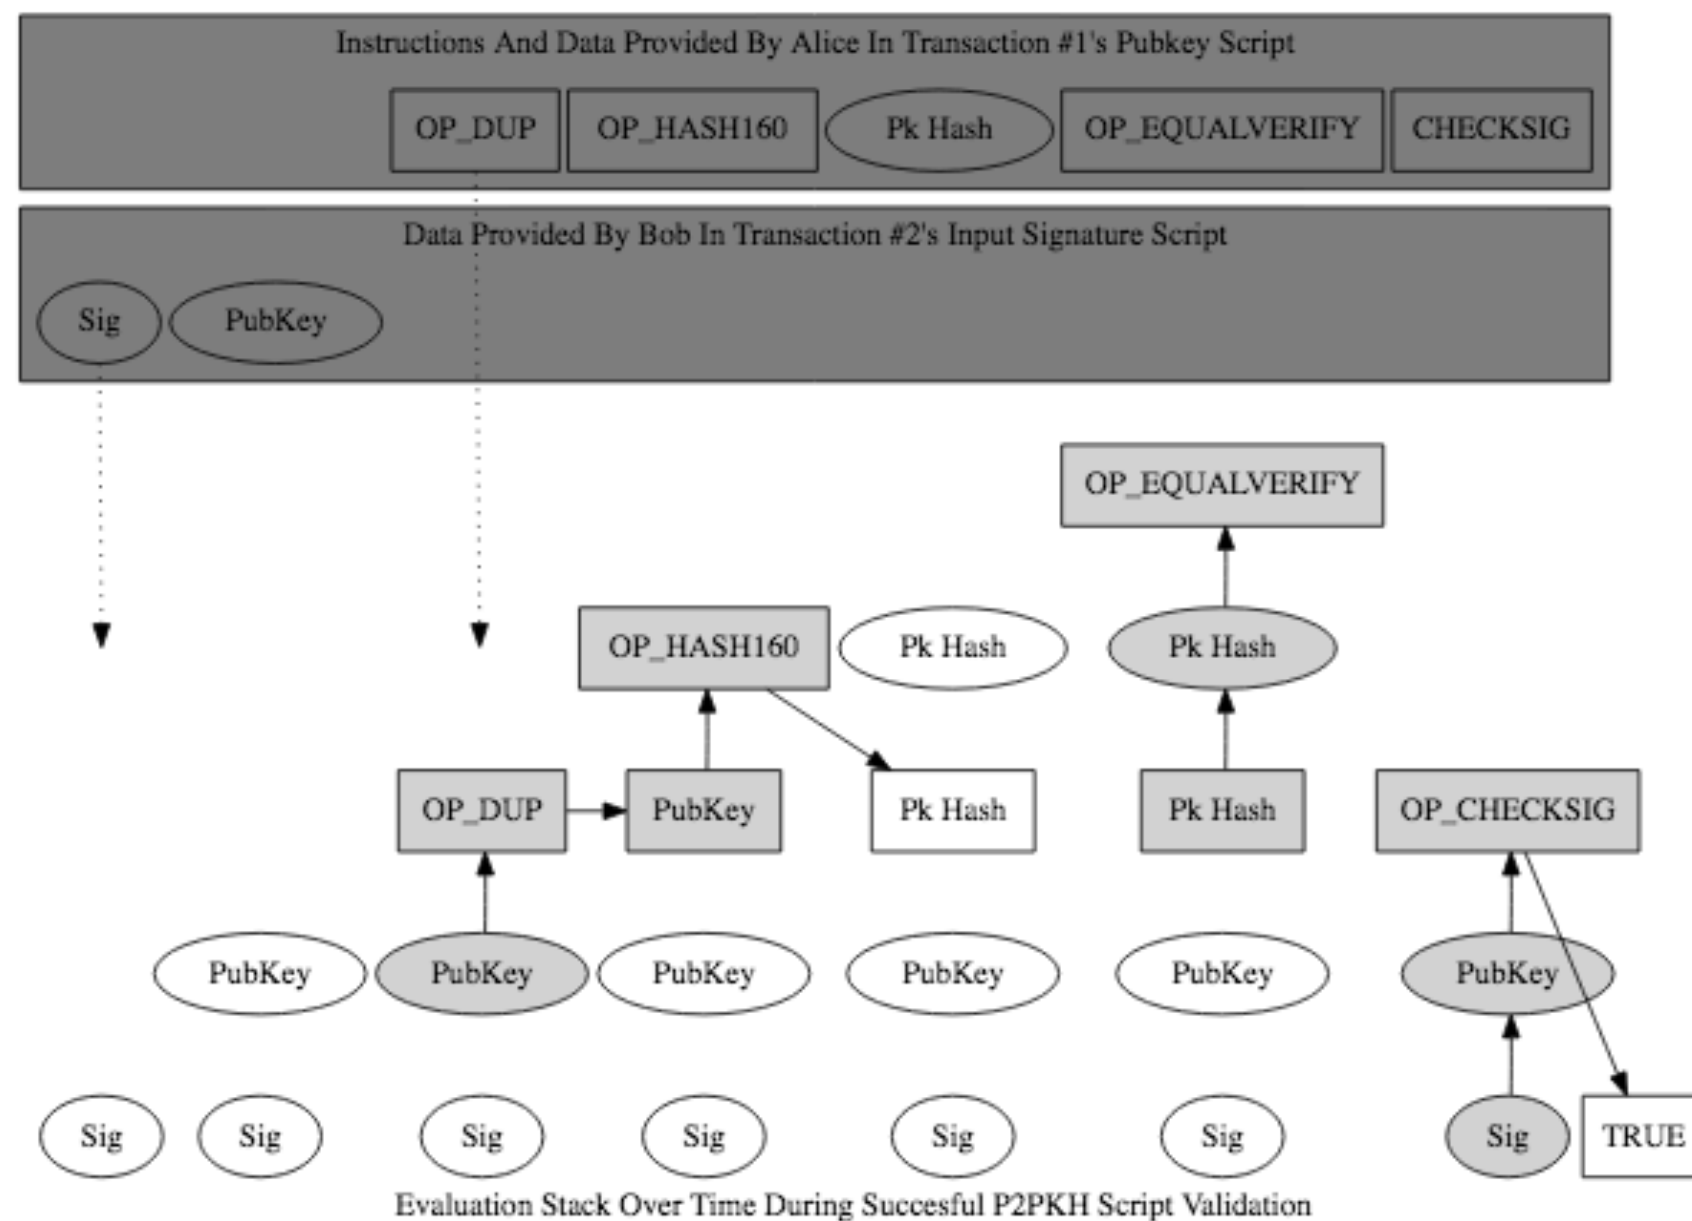 Instructions And Data Provided By Alice In Transaction #1's Pubkey Script
OP_DUP OP_HASH160 Pk Hash OP_EQUALVERIFY CHECKSIG
Data Provided By Bob In Transaction #2's Input Signature Script
Sig PubKey
OP_EQUALVERIFY
OP_HASH160 Pk Hash Pk Hash
OP_DUP PubKey Pk Hash Pk Hash OP_CHECKSIG
PubKey PubKey PubKey PubKey PubKey PubKey
Sig Sig Sig Sig Sig Sig Sig TRUE
Evaluation Stack Over Time During Succesful P2PKH Script Validation